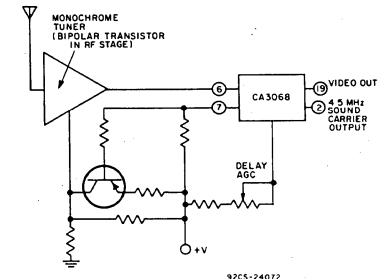 MONOCHROME
TUNER
(BIPOLAR TRANSISTOR
IN RF STAGE)
6
CA3068
19 VIDEO OUT
7
2 4 5 MHz
SOUND
CARRIER
OUTPUT
DELAY
AGC
+V
92CS-24072